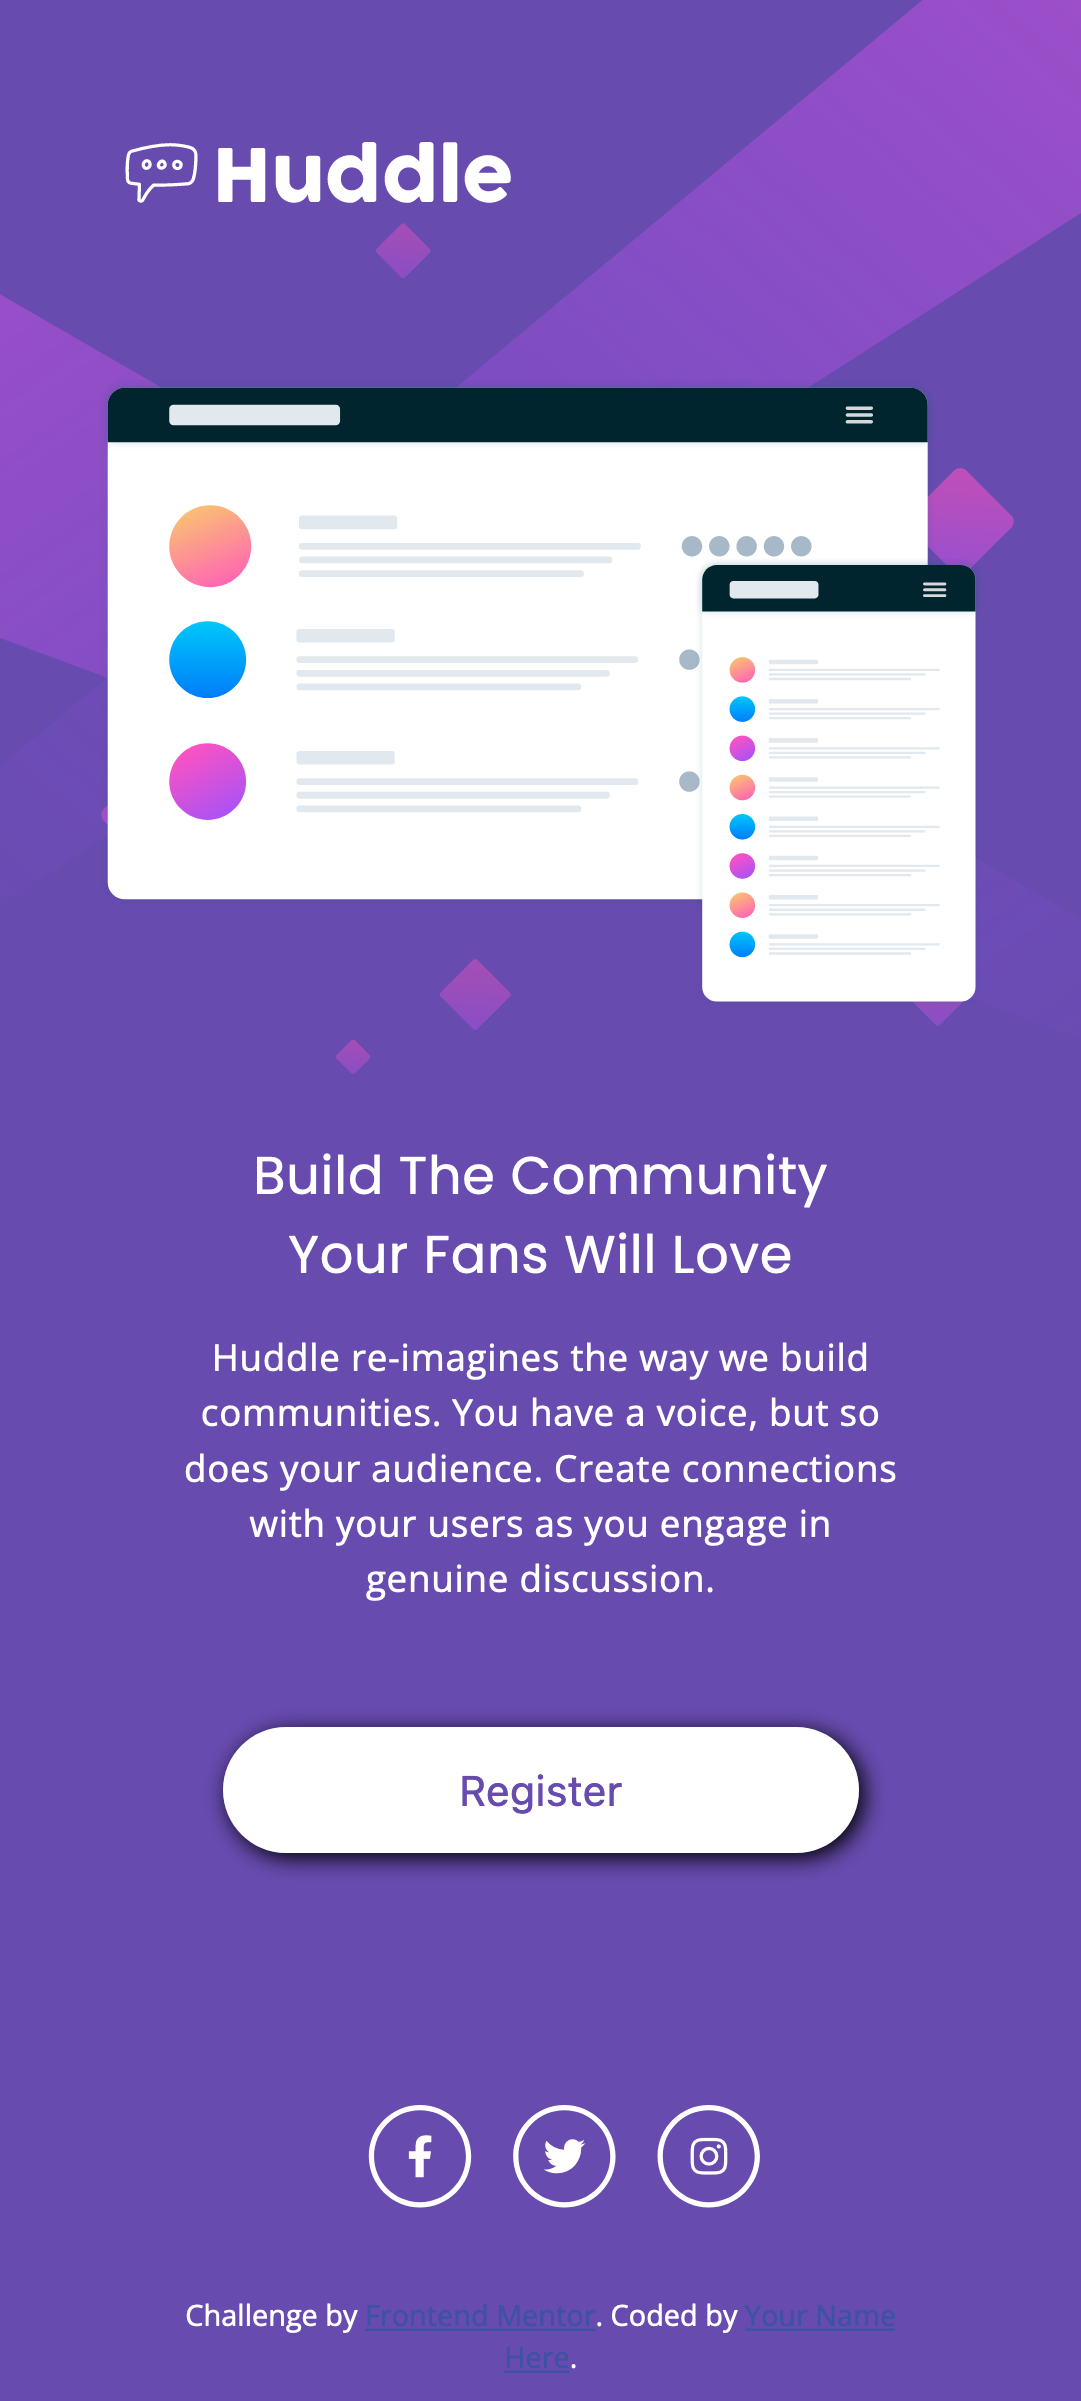 Huddle
Build The Community
Your Fans Will Love
Huddle re-imagines the way we build
communities. You have a voice, but so
does your audience. Create connections
with your users as you engage in
genuine discussion.
Register
Challenge by Frontend Mentor. Coded by Your Name
Here.